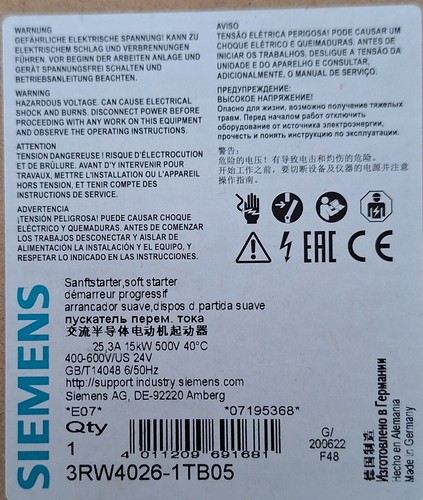 WARNUNG
GEFÄHRLICHE ELEKTRISCHE SPANNUNG! KANN ZU
ELEKTRISCHEM SCHLAG UND VERBRENNUNGEN
FÜHREN. VOR BEGINN DER ARBEITEN ANLAGE UND
GERÄT SPANNUNGSFREI SCHALTEN UND
BETRIEBSANLEITUNG BEACHTEN.
WARNING
HAZARDOUS VOLTAGE. CAN CAUSE ELECTRICAL
SHOCK AND BURNS. DISCONNECT POWER BEFORE
PROCEEDING WITH ANY WORK ON THIS EQUIPMENT
AND OBSERVE THE OPERATING INSTRUCTIONS.
ATTENTION
TENSION DANGEREUSE ! RISQUE D'ÉLECTROCUTION
ET DE BRÛLURE. AVANT D'Y INTERVENIR POUR
TRAVAUX, METTRE L'INSTALLATION OU L'APPAREIL
HORS TENSION, ET TENIR COMPTE DES
INSTRUCTIONS DE SERVICE.
ADVERTENCIA
¡TENSIÓN PELIGROSA! PUEDE CAUSAR CHOQUE
ELÉCTRICO Y QUEMADURAS. ANTES DE COMENZAR
LOS TRABAJOS DESCONECTAR Y AISLAR DE
ALIMENTACIÓN LA INSTALACIÓN Y EL EQUIPO, Y
RESPETAR LO INDICADO EN LAS INSTRUCCIONES.
AVISO
TENSÃO ELÉTRICA PERIGOSA! PODE CAUSAR UM
CHOQUE ELÉTRICO E QUEIMADURAS. ANTES DE
INICIAR OS TRABALHOS, DESLIGUE A TENSÃO DA
UNIDADE E DO APARELHO E CONSULTAR,
ADICIONALMENTE, O MANUAL DE SERVIÇO.
ПРЕДУПРЕЖДЕНИЕ:
ВЫСОКОЕ НАПРЯЖЕНИЕ!
Опасно для жизни, возможно получение тяжелых
травм. Перед началом работ отключить
оборудование от источника электроэнергии,
прочесть и понять инструкцию по эксплуатации.
警告:
危险的电压! 有导致电击和灼伤的危险。
开始工作之前, 要切断设备及仪器的电源并注意
操作指南。
EAC CE
SIEMENS
Sanftstarter,soft starter
démarreur progressif
arrancador suave,dispos.d.partida suave
пускатель перем. тока
交流半导体电动机起动器
25,3A 15kW 500V 40°C
400-600V/US 24V
GB/T14048.6/50Hz
http://support.industry.siemens.com
Siemens AG, DE-92220 Amberg
*E07* *07195368*
Qty
1
4 011209 691681
G/
200622
F48
3RW4026-1TB05
德国制造
Изготовлено в Германии
Hecho en Alemania
Made in Germany